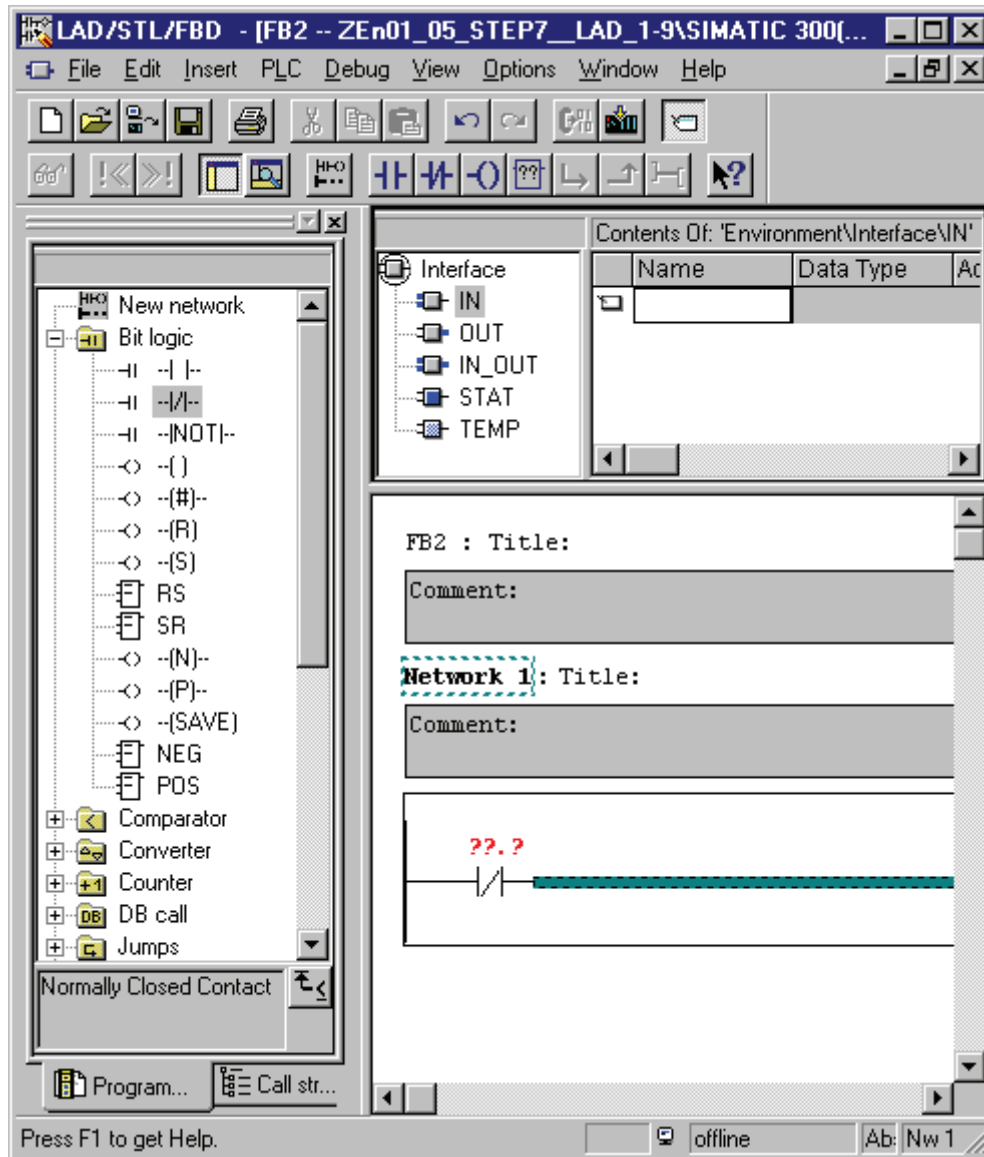 LAD/STL/FBD - [FB2 -- ZEn01_05_STEP7__LAD_1-9\SIMATIC 300(...
File Edit Insert PLC Debug View Options Window Help
Contents Of: 'Environment\Interface\IN'
Name Data Type Ad
Interface
IN
OUT
IN_OUT
STAT
TEMP
New network
Bit logic
--| |--
--|/|--
--|NOT|--
--( )
--(#)--
--(R)
--(S)
RS
SR
--(N)--
--(P)--
--(SAVE)
NEG
POS
Comparator
Converter
Counter
DB call
Jumps
Normally Closed Contact
Program...
Call str...
FB2 : Title:
Comment:
Network 1: Title:
Comment:
??.?
Press F1 to get Help.
offline
Ab:
Nw 1